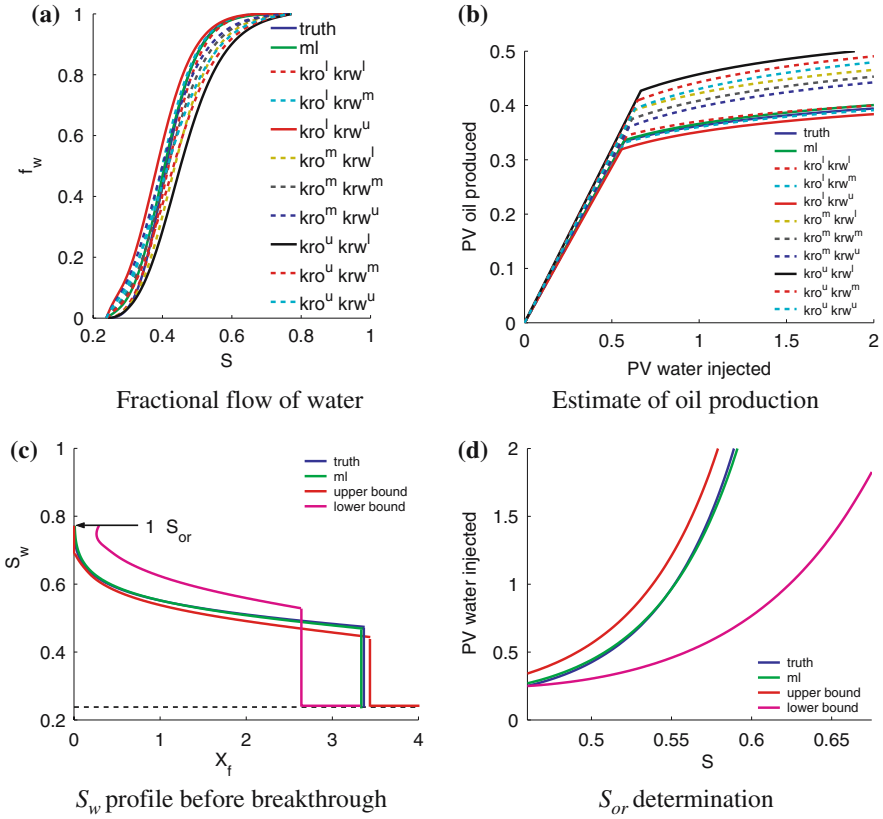 (a)
1
0.8
0.6
0.4
0.2
0
f_w
0.2 0.4 0.6 0.8 1
S
truth
ml
kro^l krw^l
kro^l krw^m
kro^l krw^u
kro^m krw^l
kro^m krw^m
kro^m krw^u
kro^u krw^l
kro^u krw^m
kro^u krw^u
Fractional flow of water
(b)
0.5
0.4
0.3
0.2
0.1
0
PV oil produced
0 0.5 1 1.5 2
PV water injected
truth
ml
kro^l krw^l
kro^l krw^m
kro^l krw^u
kro^m krw^l
kro^m krw^m
kro^m krw^u
kro^u krw^l
kro^u krw^m
kro^u krw^u
Estimate of oil production
(c)
1
0.8
0.6
0.4
0.2
S_w
0 1 2 3 4
X_f
1 S_or
truth
ml
upper bound
lower bound
S_w profile before breakthrough
(d)
2
1.5
1
0.5
0
PV water injected
0.5 0.55 0.6 0.65
S
truth
ml
upper bound
lower bound
S_or determination